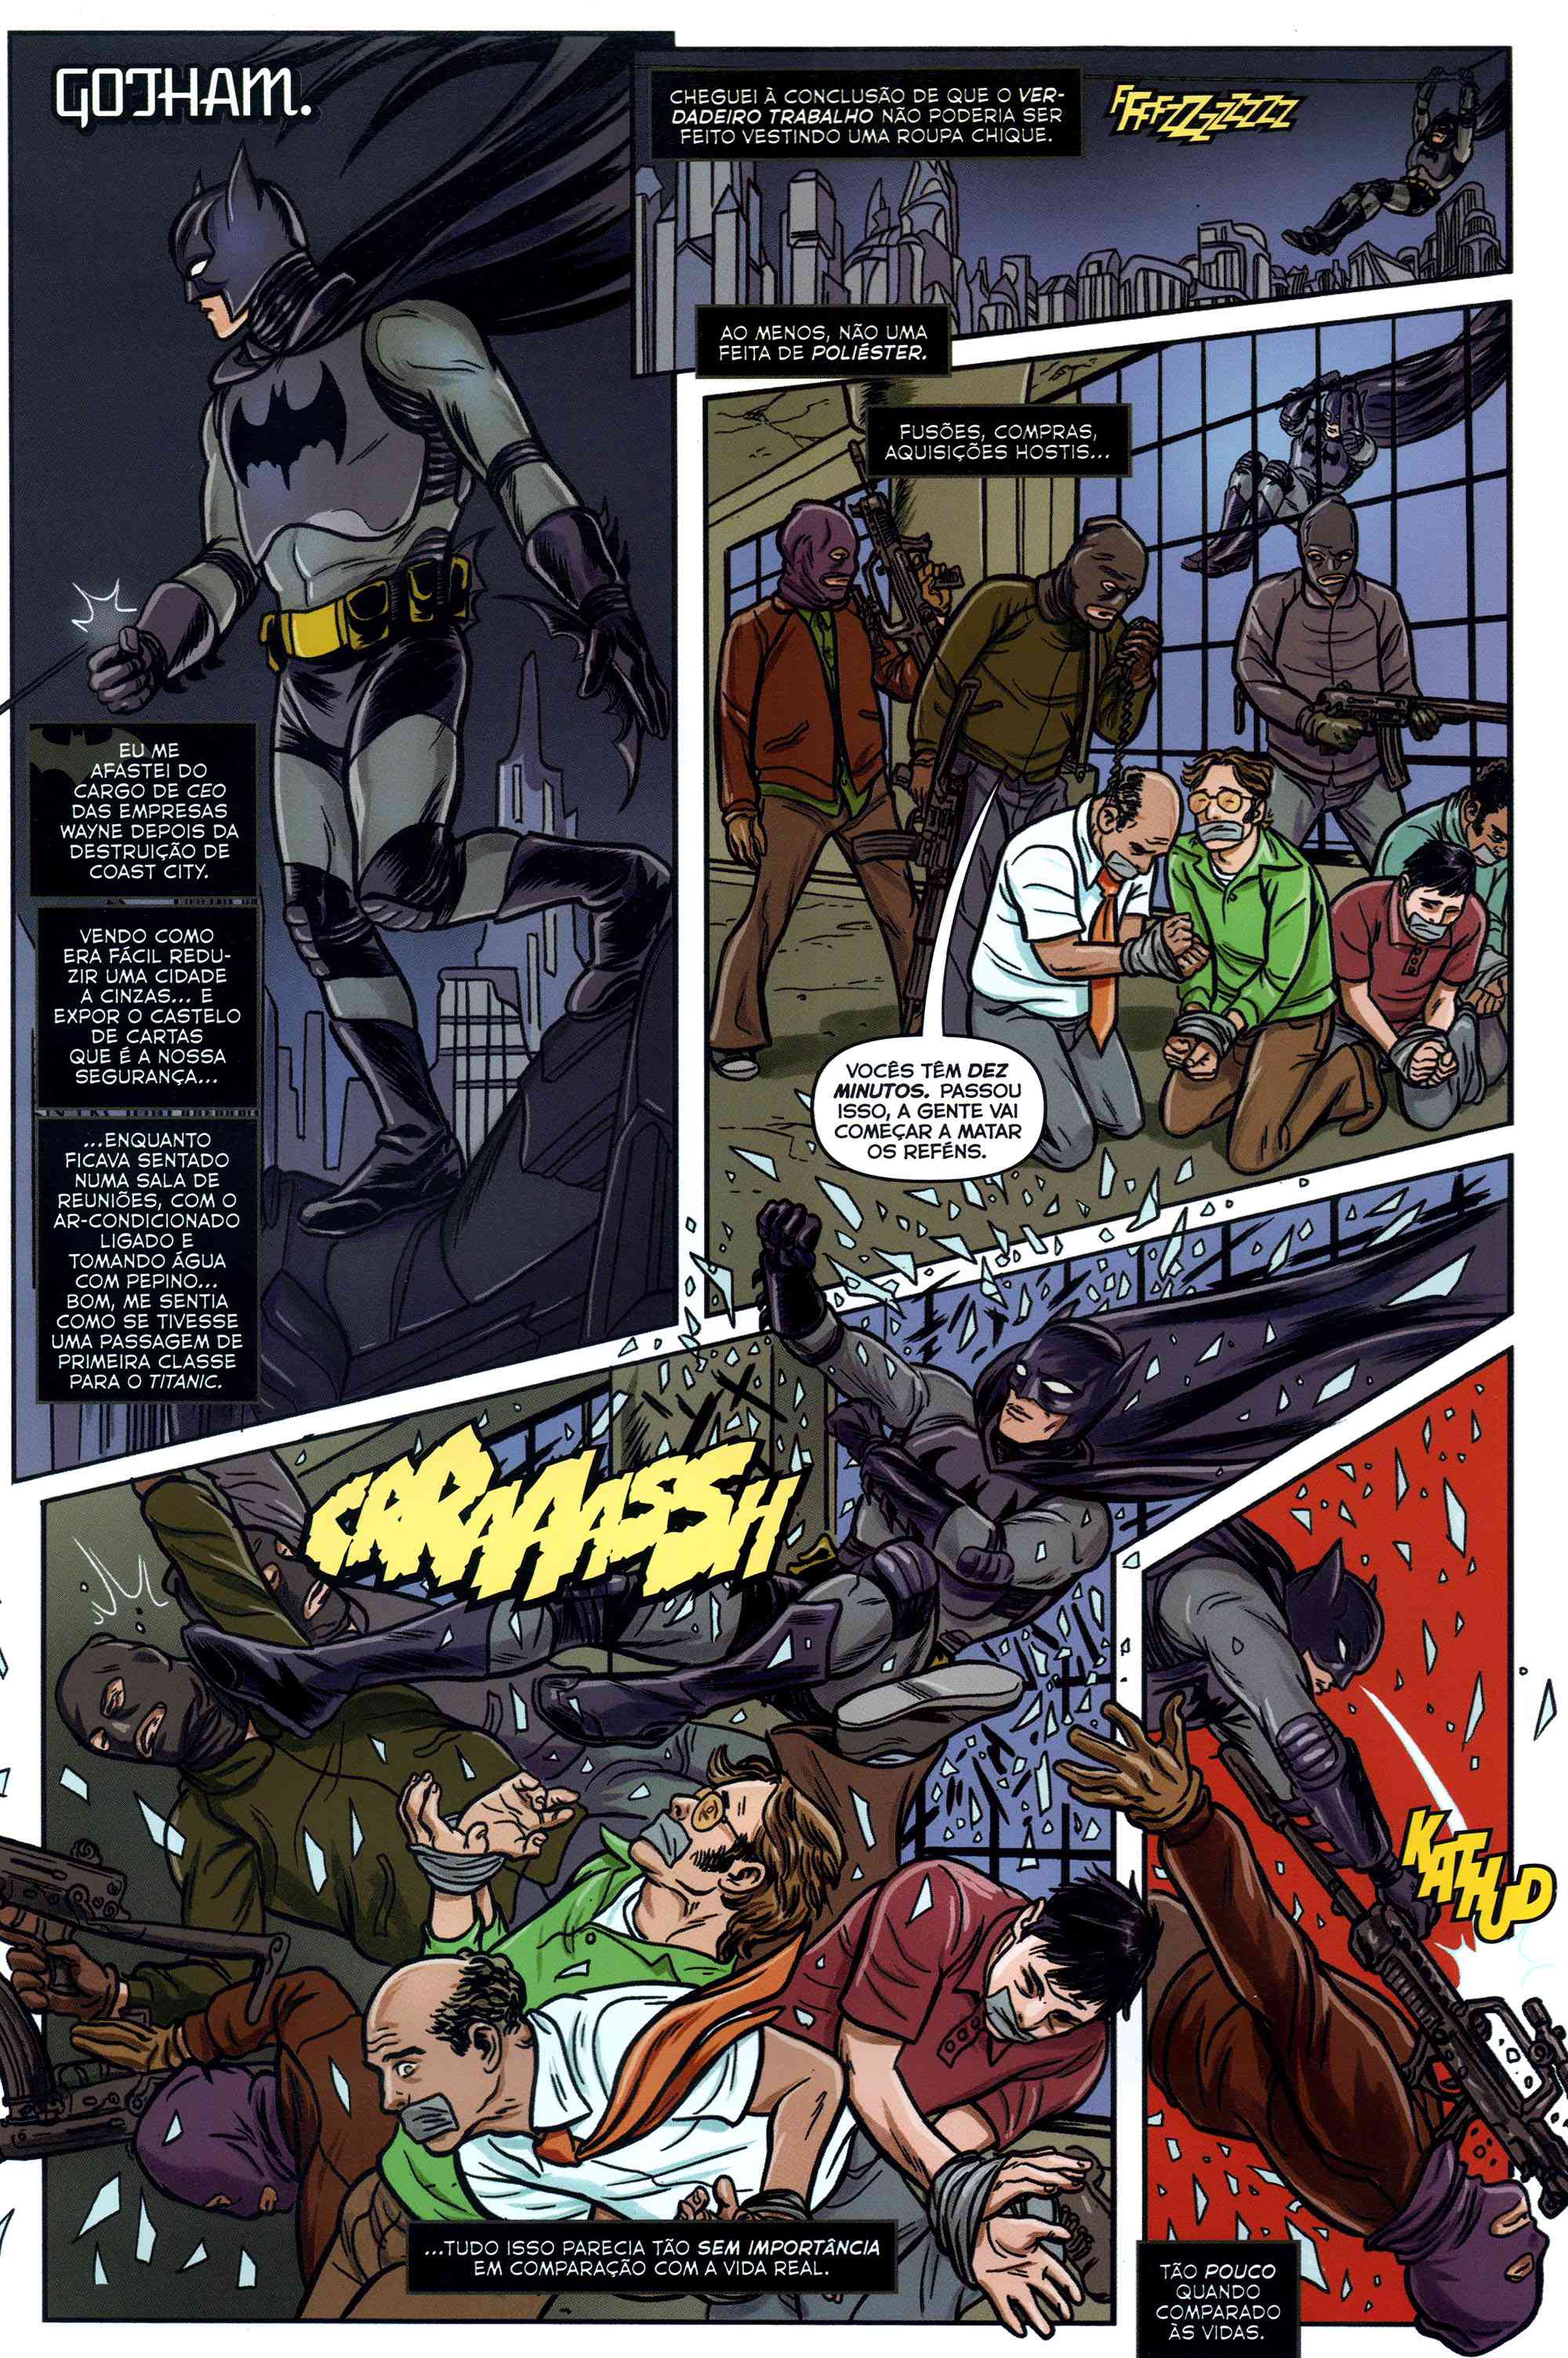 GOTHAM.
EU ME
AFASTEI DO
CARGO DE CEO
DAS EMPRESAS
WAYNE DEPOIS DA
DESTRUIÇÃO DE
COAST CITY.
VENDO COMO
ERA FÁCIL REDU-
ZIR UMA CIDADE
A CINZAS... E
EXPOR O CASTELO
DE CARTAS
QUE É A NOSSA
SEGURANÇA...
...ENQUANTO
FICAVA SENTADO
NUMA SALA DE
REUNIÕES, COM O
AR-CONDICIONADO
LIGADO E
TOMANDO ÁGUA
COM PEPINO...
BOM, ME SENTIA
COMO SE TIVESSE
UMA PASSAGEM DE
PRIMEIRA CLASSE
PARA O TITANIC.
CHEGUEI À CONCLUSÃO DE QUE O VER-
DADEIRO TRABALHO NÃO PODERIA SER
FEITO VESTINDO UMA ROUPA CHIQUE.
FFFFZZZZZZZZ
AO MENOS, NÃO UMA
FEITA DE POLIÉSTER.
FUSÕES, COMPRAS,
AQUISIÇÕES HOSTIS...
VOCÊS TÊM DEZ
MINUTOS. PASSOU
ISSO, A GENTE VAI
COMEÇAR A MATAR
OS REFÉNS.
CRRRAAAASSSH
...TUDO ISSO PARECIA TÃO SEM IMPORTÂNCIA
EM COMPARAÇÃO COM A VIDA REAL.
KATHUD
TÃO POUCO
QUANDO
COMPARADO
ÀS VIDAS.